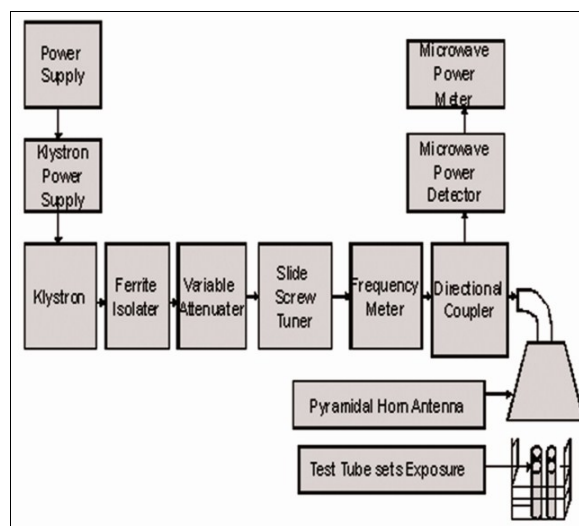 Power
Supply
Microwave
Power
Meter
Klystron
Power
Supply
Microwave
Power
Detector
Klystron
Ferrite
Isolater
Variable
Attenuater
Slide
Screw
Tuner
Frequency
Meter
Directional
Coupler
Pyramidal Horn Antenna
Test Tube sets Exposure